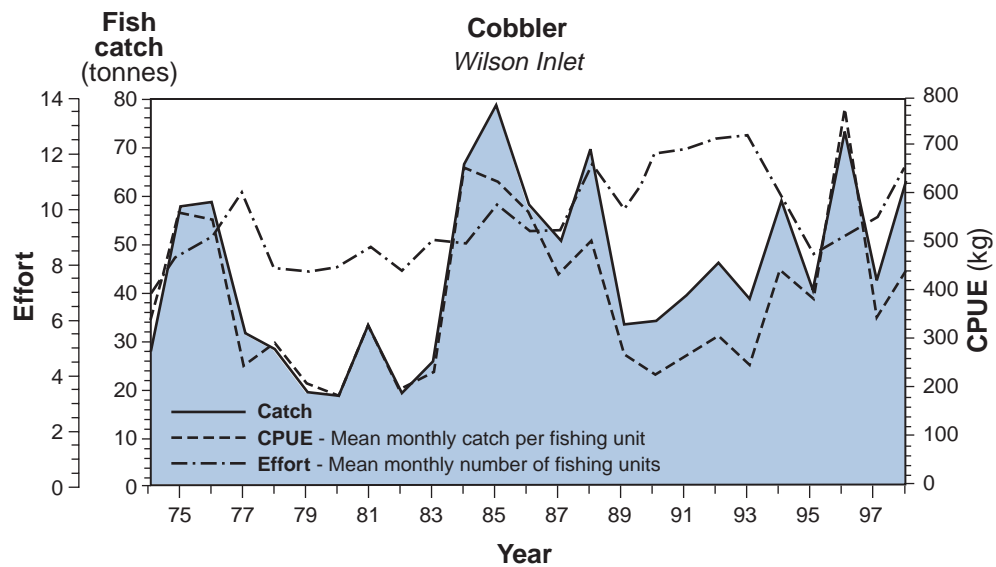 Fish
catch
(tonnes)
Cobbler
Wilson Inlet
Effort
14
12
10
8
6
4
2
0
80
70
60
50
40
30
20
10
0
800
700
600
500
400
300
200
100
0
CPUE (kg)
Catch
CPUE - Mean monthly catch per fishing unit
Effort - Mean monthly number of fishing units
75 77 79 81 83 85 87 89 91 93 95 97
Year